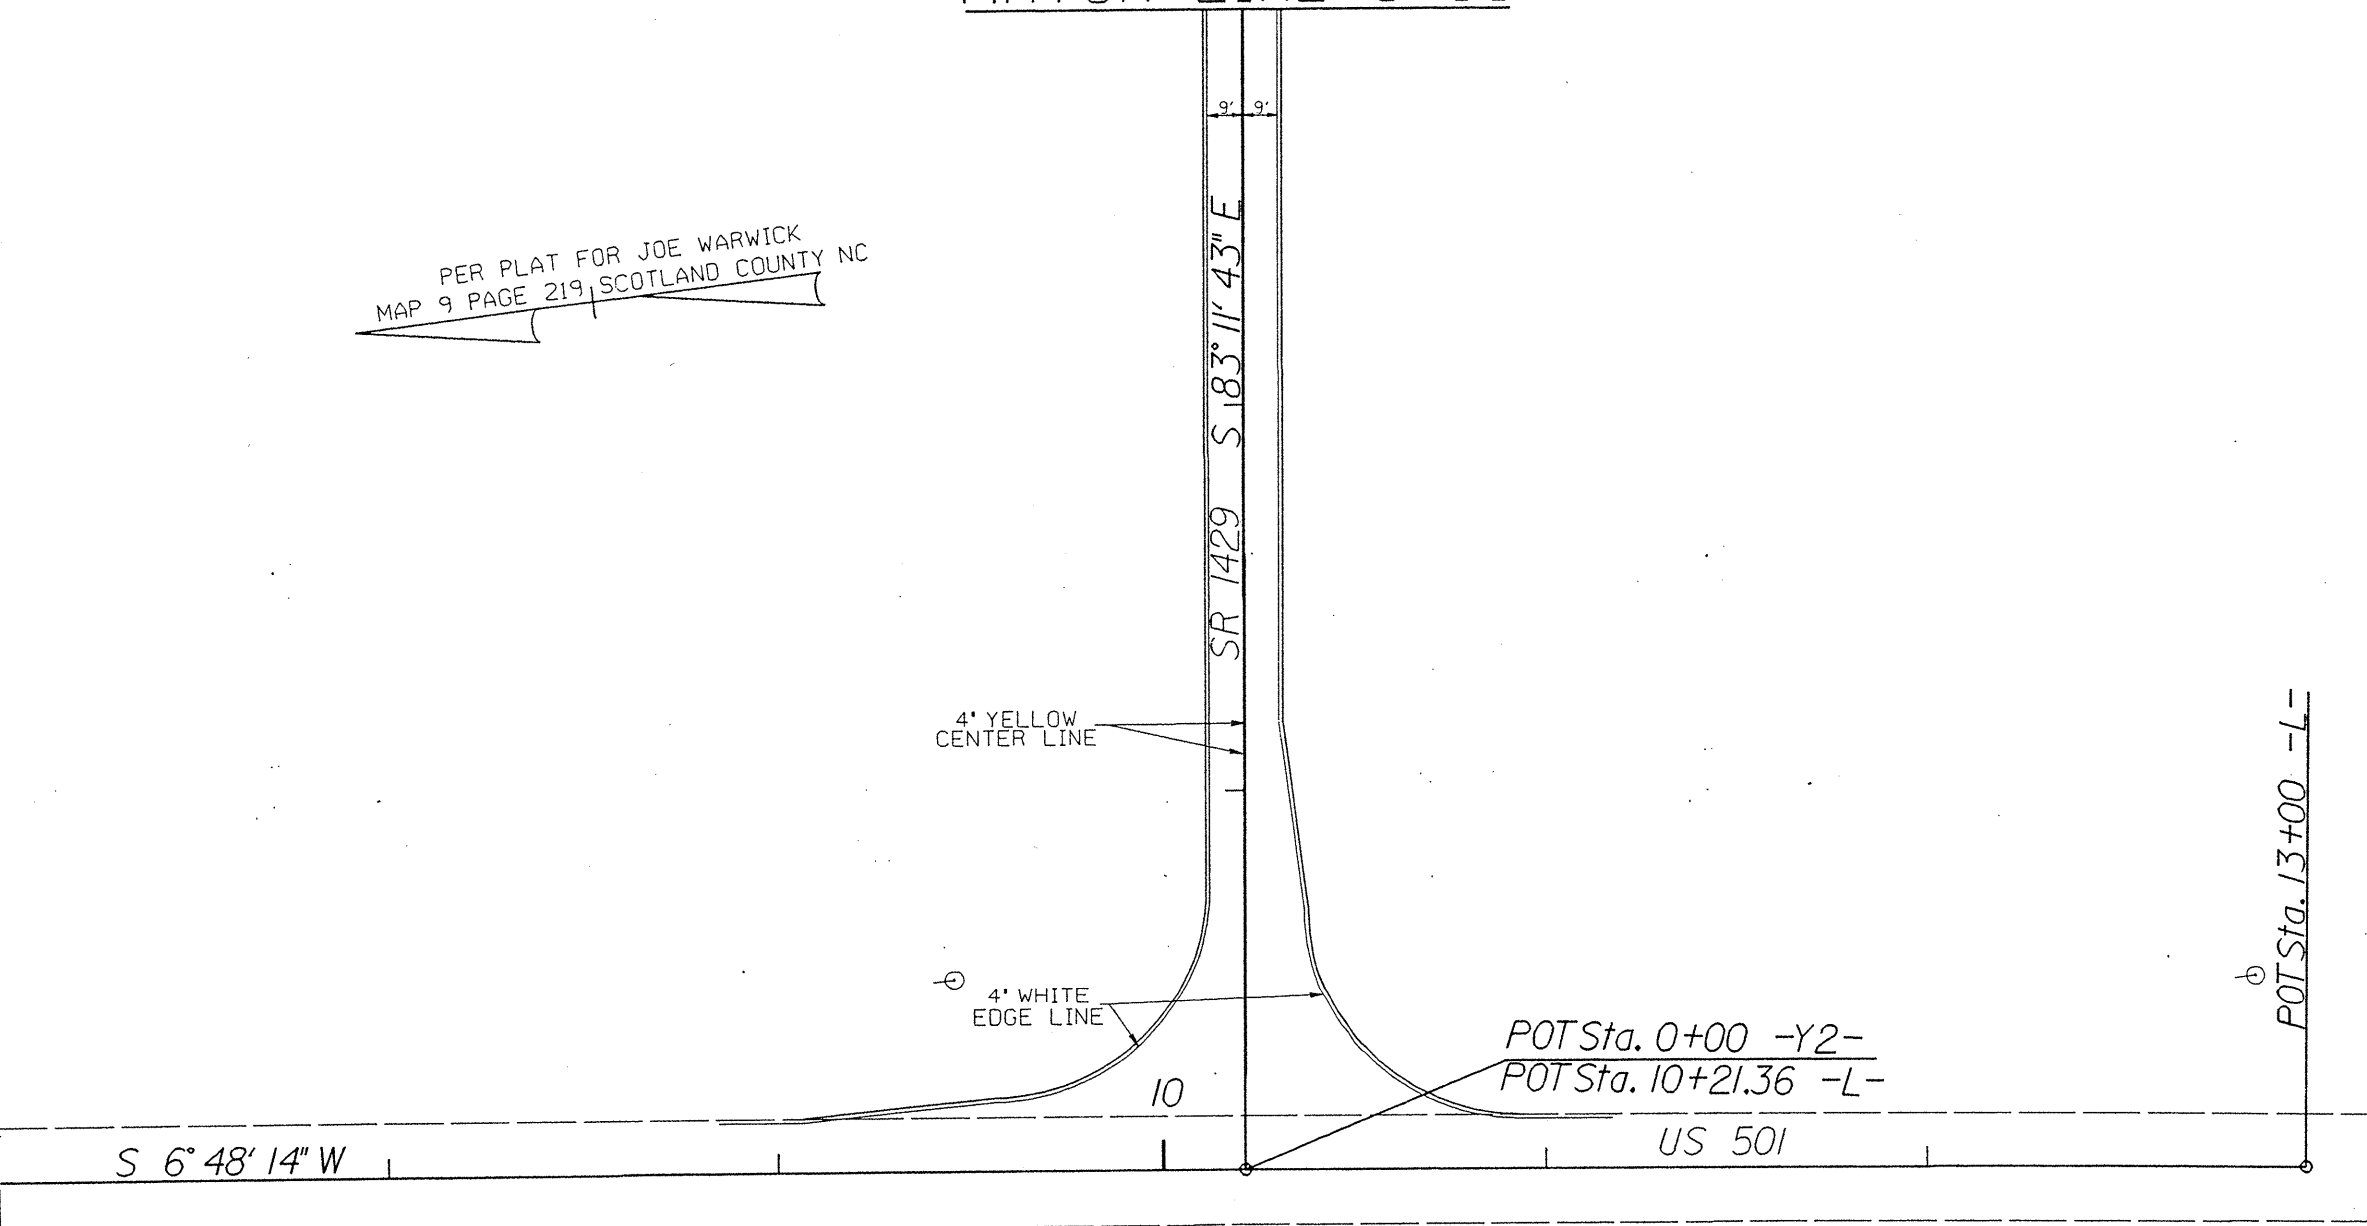 9' 9'
PER PLAT FOR JOE WARWICK
MAP 9 PAGE 219, SCOTLAND COUNTY NC
SR 1429 S 83° 11' 43" E
4" YELLOW
CENTER LINE
4" WHITE
EDGE LINE
POT Sta. 13+00 -L-
POT Sta. 0+00 -Y2-
POT Sta. 10+21.36 -L-
10
US 501
S 6° 48' 14" W